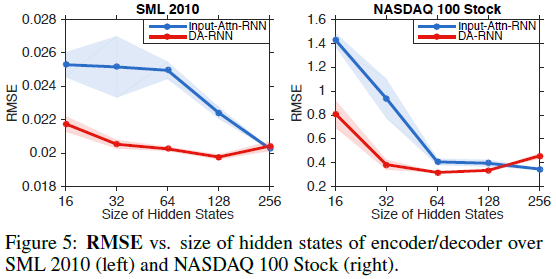 SML 2010
0.028
0.026
0.024
0.022
0.02
0.018
RMSE
Input-Attn-RNN
DA-RNN
16 32 64 128 256
Size of Hidden States
NASDAQ 100 Stock
1.6
1.4
1.2
1
0.8
0.6
0.4
0.2
RMSE
Input-Attn-RNN
DA-RNN
16 32 64 128 256
Size of Hidden States
Figure 5: RMSE vs. size of hidden states of encoder/decoder over
SML 2010 (left) and NASDAQ 100 Stock (right).